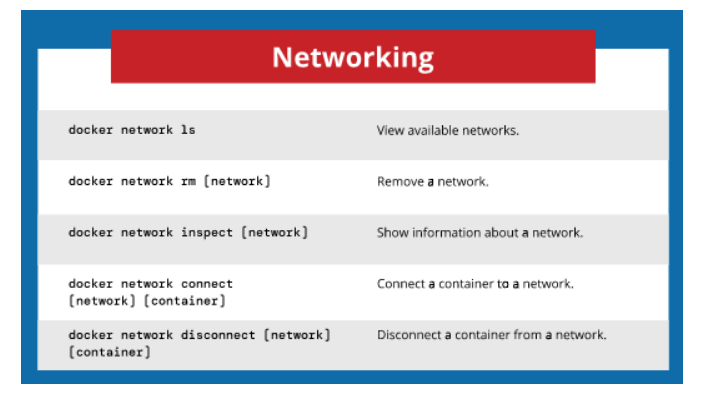 Networking
docker network ls View available networks.
docker network rm [network] Remove a network.
docker network inspect [network] Show information about a network.
docker network connect Connect a container to a network.
[network] [container]
docker network disconnect [network] Disconnect a container from a network.
[container]